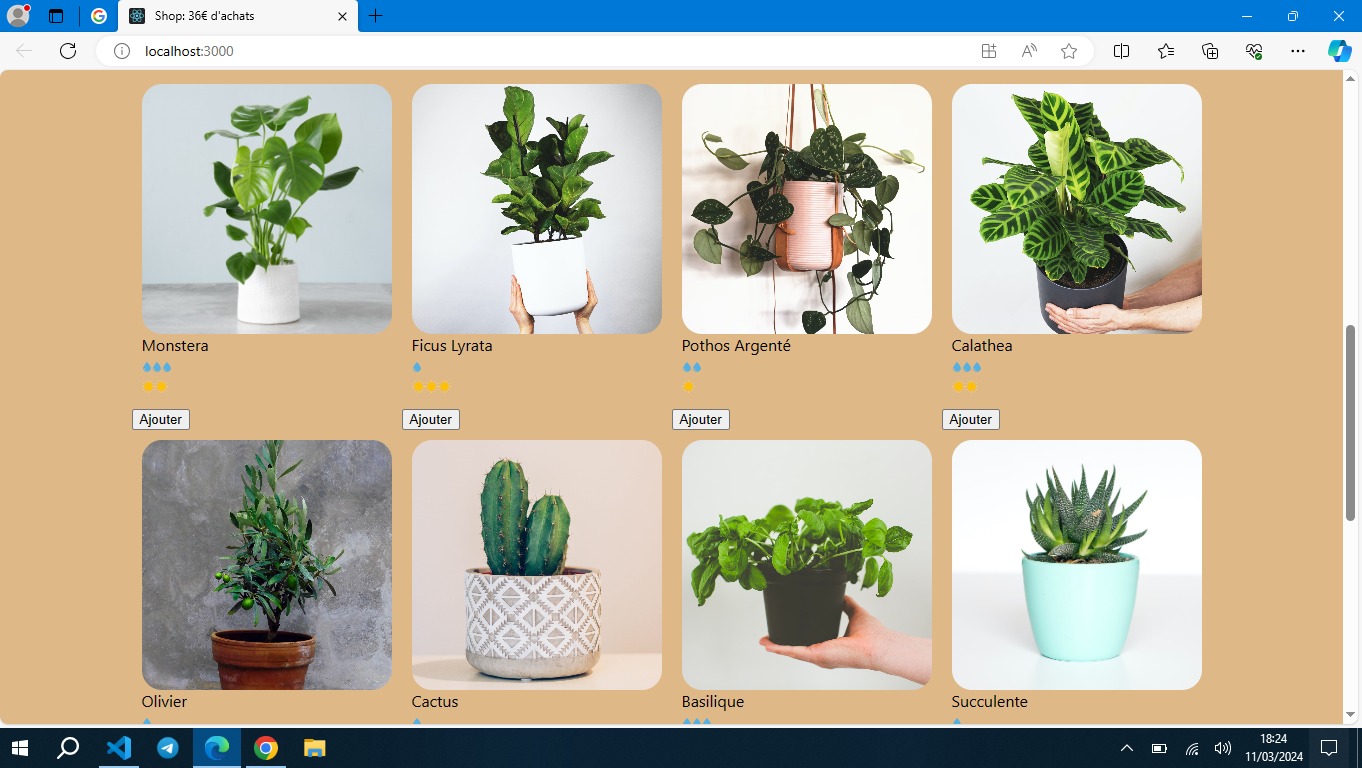 Shop: 36€ d'achats
localhost:3000
Monstera
Ficus Lyrata
Pothos Argenté
Calathea
Ajouter
Ajouter
Ajouter
Ajouter
Olivier
Cactus
Basilique
Succulente
18:24
11/03/2024